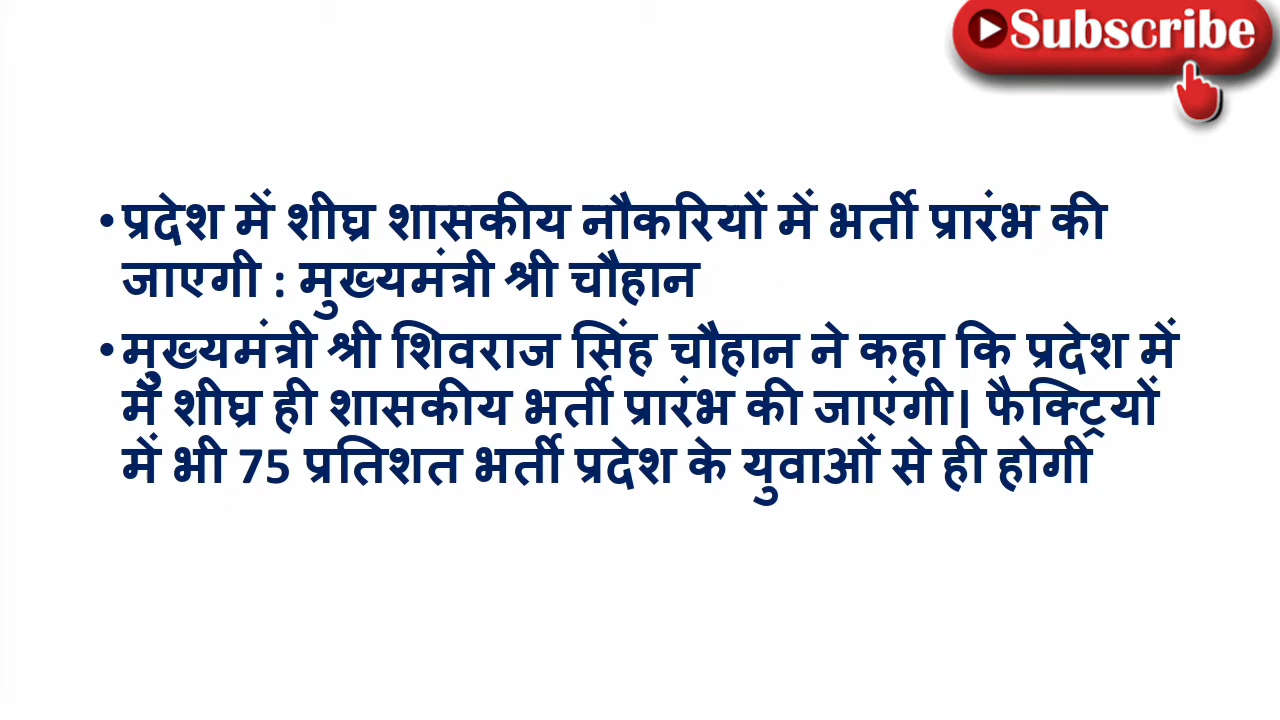 Subscribe
•प्रदेश में शीघ्र शासकीय नौकरियों में भर्ती प्रारंभ की
जाएगी : मुख्यमंत्री श्री चौहान
•मुख्यमंत्री श्री शिवराज सिंह चौहान ने कहा कि प्रदेश में
में शीघ्र ही शासकीय भर्ती प्रारंभ की जाएंगी। फैक्ट्रियों
में भी 75 प्रतिशत भर्ती प्रदेश के युवाओं से ही होगी